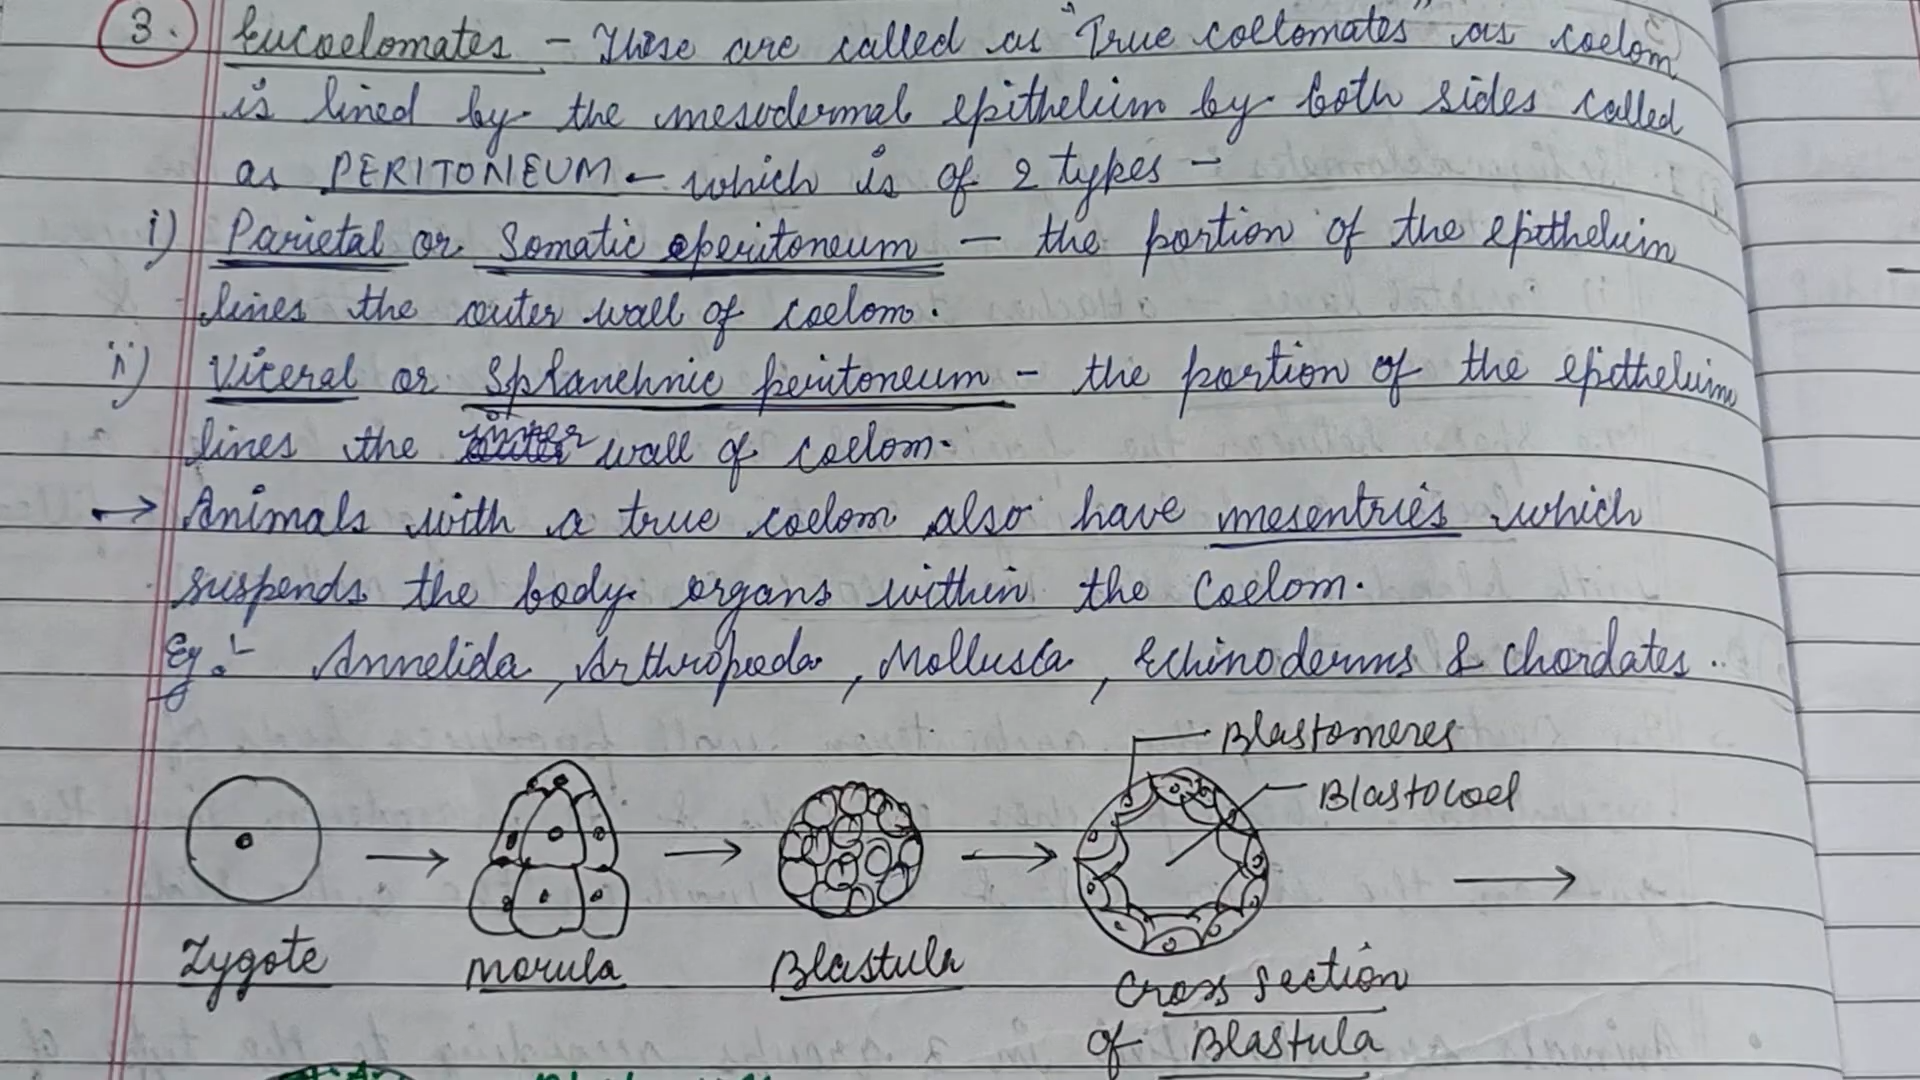 3. Eucoelomates - These are called as "True coelomates" as coelom
is lined by the mesodermal epithelium by both sides called
as PERITONEUM - which is of 2 types -
i) Parietal or Somatic peritoneum - the portion of the epithelium
lines the outer wall of coelom.
ii) Viceral or Splanchnic peritoneum - the portion of the epithelium
lines the inner wall of coelom.
→ Animals with a true coelom also have mesentries which
suspends the body organs within the Coelom.
Eg :- Annelida, Arthropoda, Mollusca, Echinoderms & chordates..
Blastomeres
Blastocoel
Zygote → Morula → Blastula → Cross section
of Blastula →